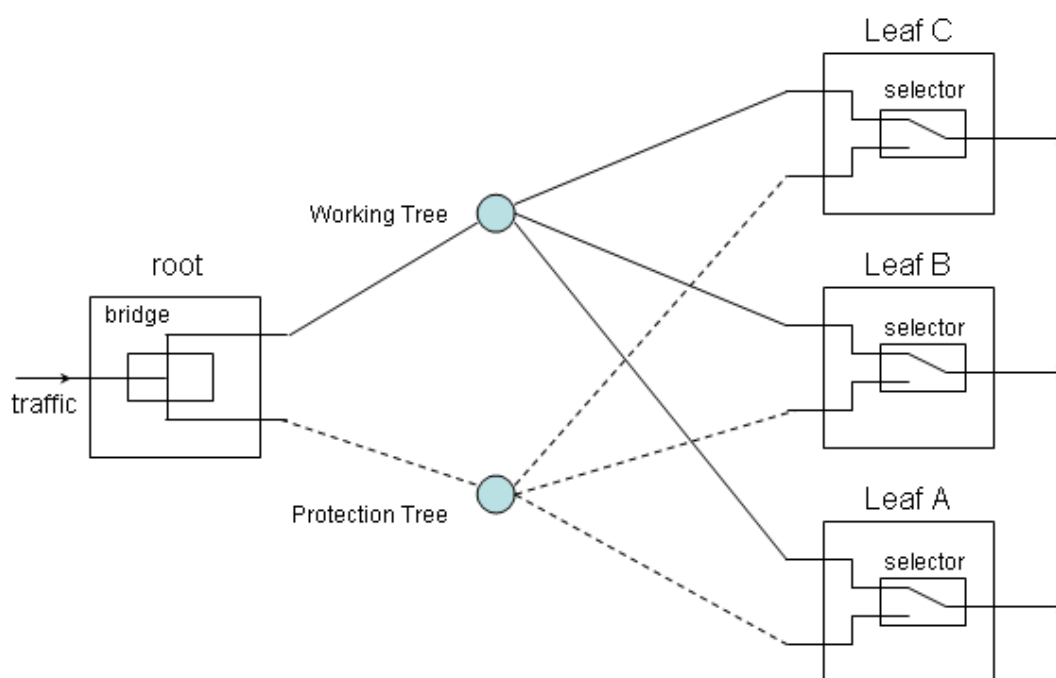 Leaf C
selector
Working Tree
root
Leaf B
bridge
selector
traffic
Leaf A
Protection Tree
selector